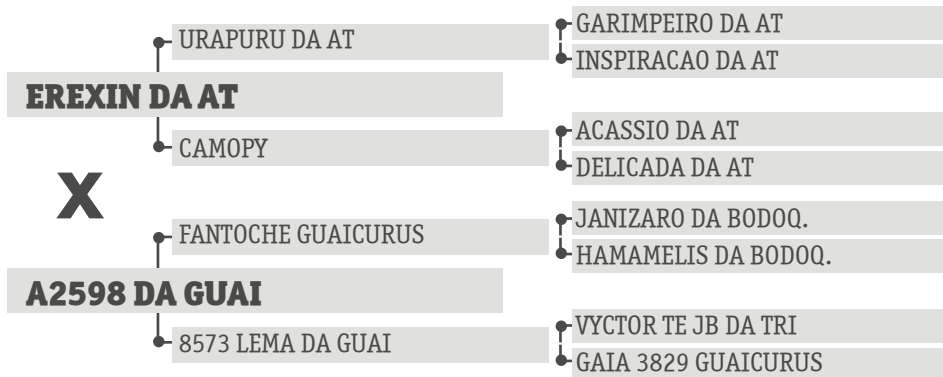 GARIMPEIRO DA AT
URAPURU DA AT
INSPIRACAO DA AT
EREXIN DA AT
ACASSIO DA AT
CAMOPY
DELICADA DA AT
X
JANIZARO DA BODOQ.
FANTOCHE GUAICURUS
HAMAMELIS DA BODOQ.
A2598 DA GUAI
VYCTOR TE JB DA TRI
8573 LEMA DA GUAI
GAIA 3829 GUAICURUS